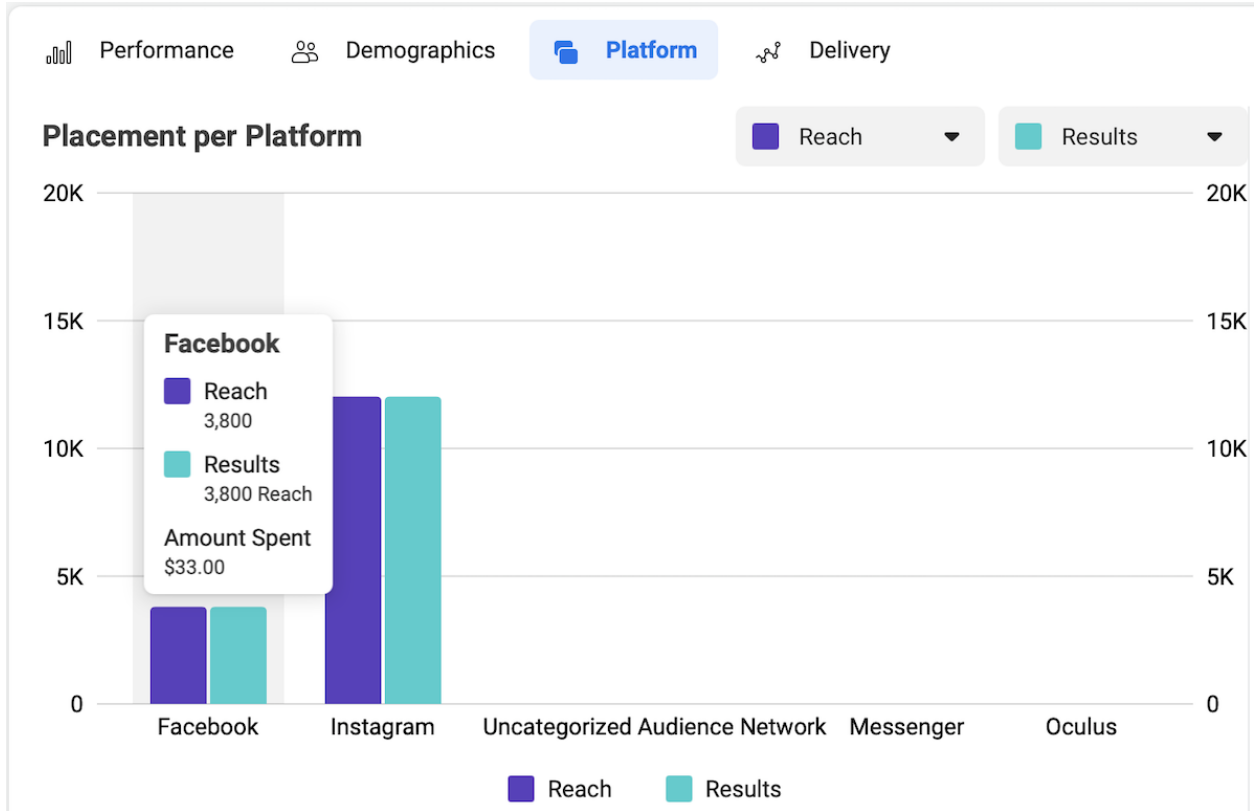 Performance Demographics Platform Delivery
Placement per Platform Reach Results
20K 20K
15K 15K
Facebook
Reach
3,800
10K 10K
Results
3,800 Reach
Amount Spent
$33.00
5K 5K
0 0
Facebook Instagram Uncategorized Audience Network Messenger Oculus
Reach Results